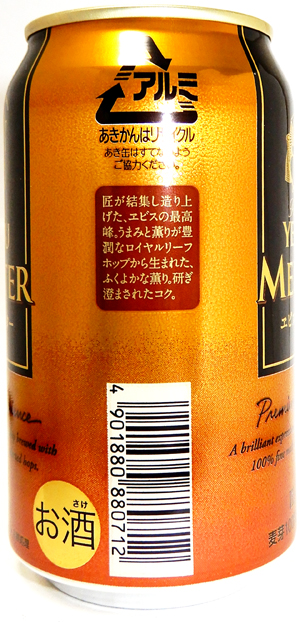 アルミ
あきかんはリサイクル
あき缶はすてないよう
ご協力ください。
匠が結集し造り上
げた、ヱビスの最高
峰。うまみと薫りが豊
潤なロイヤルリーフ
ホップから生まれた、
ふくよかな薫り。研ぎ
澄まされたコク。
4 901880 880712
さけ
お酒
A brilliant
100% fine
麦芽